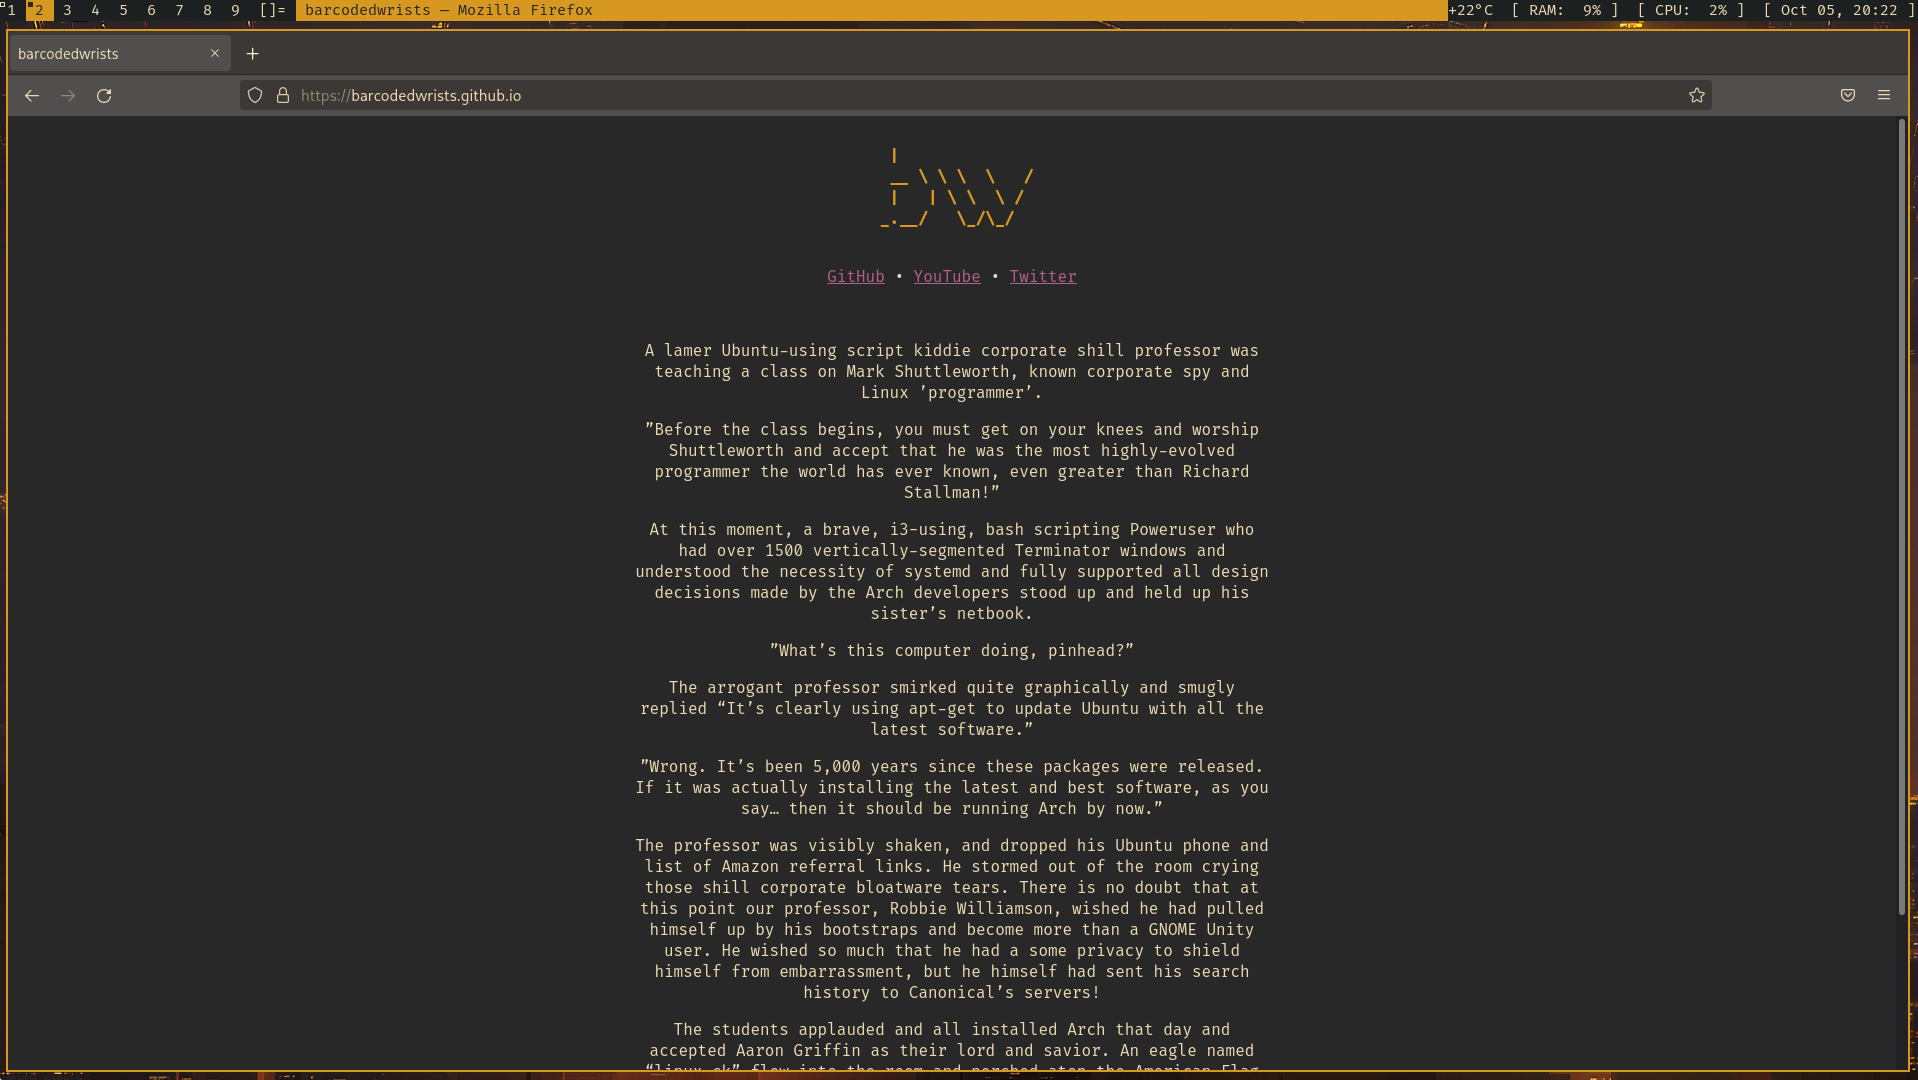 1 2 3 4 5 6 7 8 9 []= barcodedwrists — Mozilla Firefox +22°C [ RAM: 9% ] [ CPU: 2% ] [ Oct 05, 20:22 ]
barcodedwrists
https://barcodedwrists.github.io
bw
GitHub • YouTube • Twitter
A lamer Ubuntu-using script kiddie corporate shill professor was
teaching a class on Mark Shuttleworth, known corporate spy and
Linux ’programmer’.
”Before the class begins, you must get on your knees and worship
Shuttleworth and accept that he was the most highly-evolved
programmer the world has ever known, even greater than Richard
Stallman!”
At this moment, a brave, i3-using, bash scripting Poweruser who
had over 1500 vertically-segmented Terminator windows and
understood the necessity of systemd and fully supported all design
decisions made by the Arch developers stood up and held up his
sister’s netbook.
”What’s this computer doing, pinhead?”
The arrogant professor smirked quite graphically and smugly
replied “It’s clearly using apt-get to update Ubuntu with all the
latest software.”
”Wrong. It’s been 5,000 years since these packages were released.
If it was actually installing the latest and best software, as you
say… then it should be running Arch by now.”
The professor was visibly shaken, and dropped his Ubuntu phone and
list of Amazon referral links. He stormed out of the room crying
those shill corporate bloatware tears. There is no doubt that at
this point our professor, Robbie Williamson, wished he had pulled
himself up by his bootstraps and become more than a GNOME Unity
user. He wished so much that he had a some privacy to shield
himself from embarrassment, but he himself had sent his search
history to Canonical’s servers!
The students applauded and all installed Arch that day and
accepted Aaron Griffin as their lord and savior. An eagle named
“linux-ck” flew into the room and perched atop the American Flag